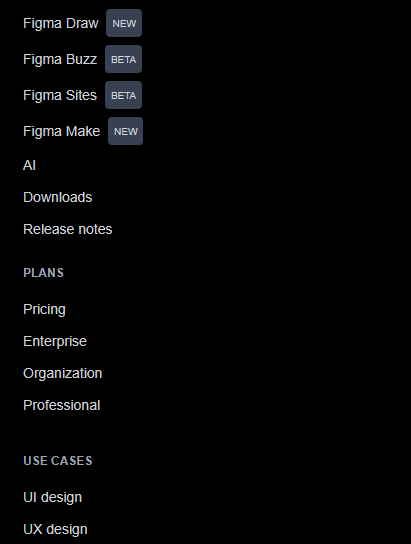 Figma Draw NEW
Figma Buzz BETA
Figma Sites BETA
Figma Make NEW
AI
Downloads
Release notes
PLANS
Pricing
Enterprise
Organization
Professional
USE CASES
UI design
UX design